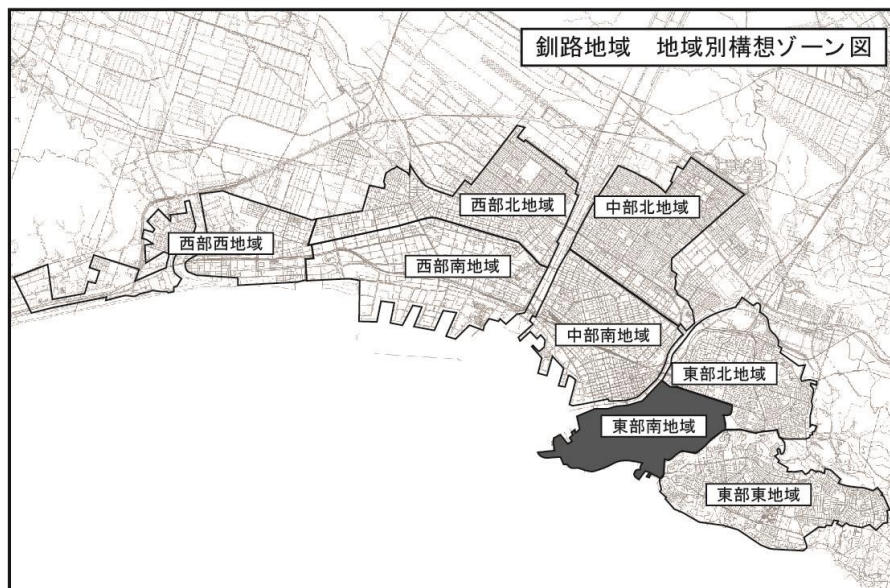 釧路地域　地域別構想ゾーン図
西部北地域
中部北地域
西部西地域
西部南地域
中部南地域
東部北地域
東部南地域
東部東地域